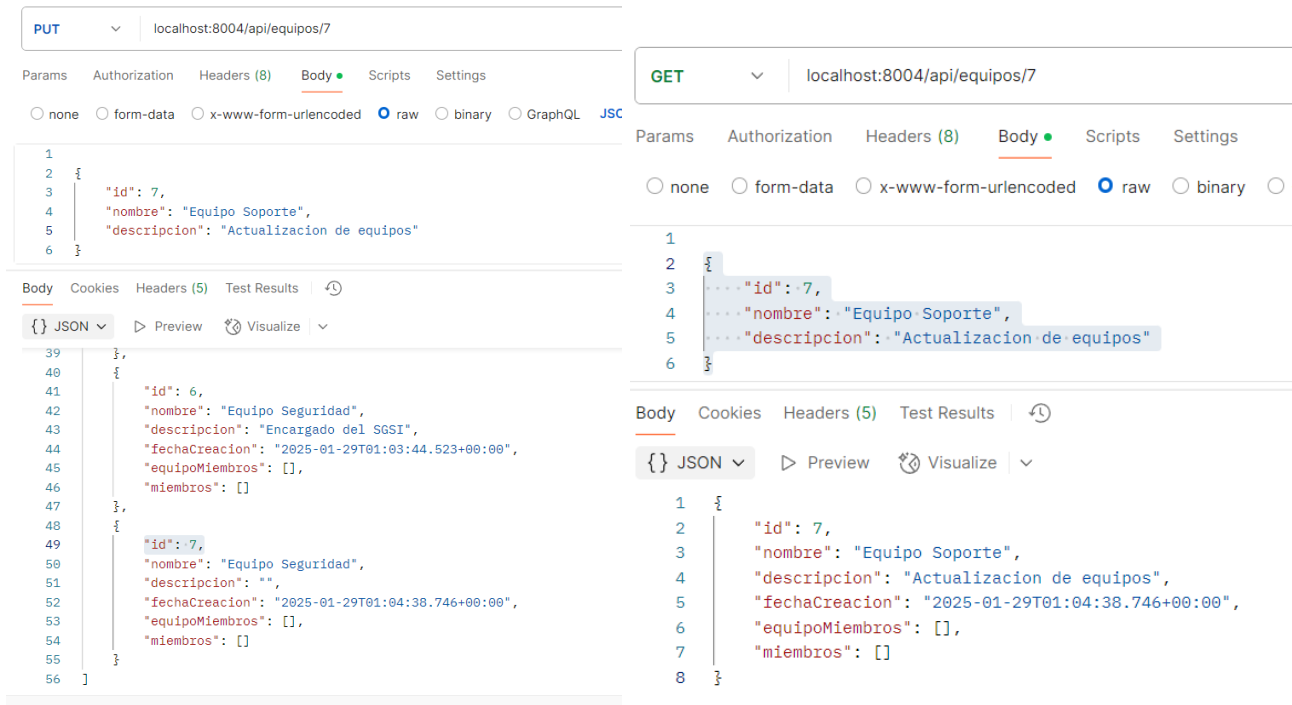 PUT localhost:8004/api/equipos/7
Params Authorization Headers (8) Body Scripts Settings
none form-data x-www-form-urlencoded raw binary GraphQL JSC
1
2 {
3 "id": 7,
4 "nombre": "Equipo Soporte",
5 "descripcion": "Actualizacion de equipos"
6 }
Body Cookies Headers (5) Test Results
{} JSON Preview Visualize
39 },
40 {
41 "id": 6,
42 "nombre": "Equipo Seguridad",
43 "descripcion": "Encargado del SGSI",
44 "fechaCreacion": "2025-01-29T01:03:44.523+00:00",
45 "equipoMiembros": [],
46 "miembros": []
47 },
48 {
49 "id": 7,
50 "nombre": "Equipo Seguridad",
51 "descripcion": "",
52 "fechaCreacion": "2025-01-29T01:04:38.746+00:00",
53 "equipoMiembros": [],
54 "miembros": []
55 }
56 ]
GET localhost:8004/api/equipos/7
Params Authorization Headers (8) Body Scripts Settings
none form-data x-www-form-urlencoded raw binary
1
2 {
3 "id": 7,
4 "nombre": "Equipo Soporte",
5 "descripcion": "Actualizacion de equipos"
6 }
Body Cookies Headers (5) Test Results
{} JSON Preview Visualize
1 {
2 "id": 7,
3 "nombre": "Equipo Soporte",
4 "descripcion": "Actualizacion de equipos",
5 "fechaCreacion": "2025-01-29T01:04:38.746+00:00",
6 "equipoMiembros": [],
7 "miembros": []
8 }